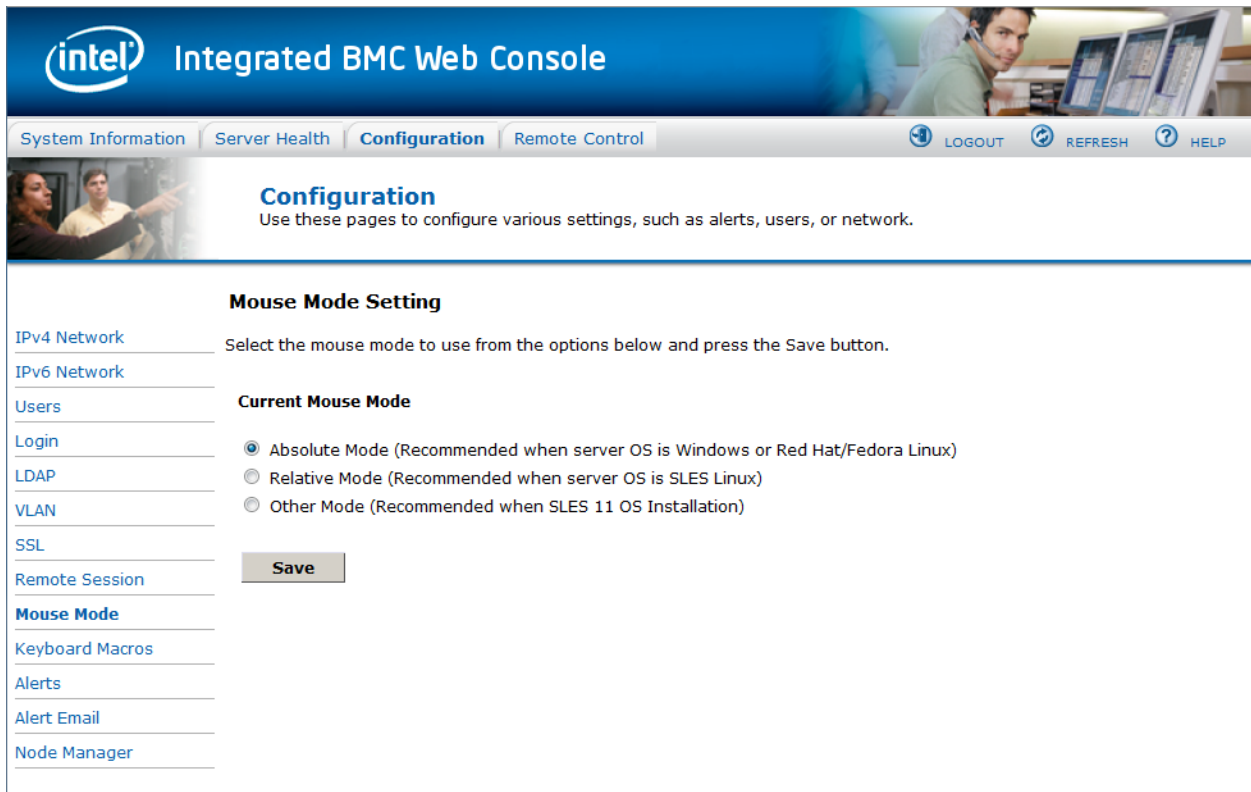 intel Integrated BMC Web Console
System Information Server Health Configuration Remote Control LOGOUT REFRESH ? HELP
Configuration
Use these pages to configure various settings, such as alerts, users, or network.
Mouse Mode Setting
Select the mouse mode to use from the options below and press the Save button.
Current Mouse Mode
Absolute Mode (Recommended when server OS is Windows or Red Hat/Fedora Linux)
Relative Mode (Recommended when server OS is SLES Linux)
Other Mode (Recommended when SLES 11 OS Installation)
Save
IPv4 Network
IPv6 Network
Users
Login
LDAP
VLAN
SSL
Remote Session
Mouse Mode
Keyboard Macros
Alerts
Alert Email
Node Manager